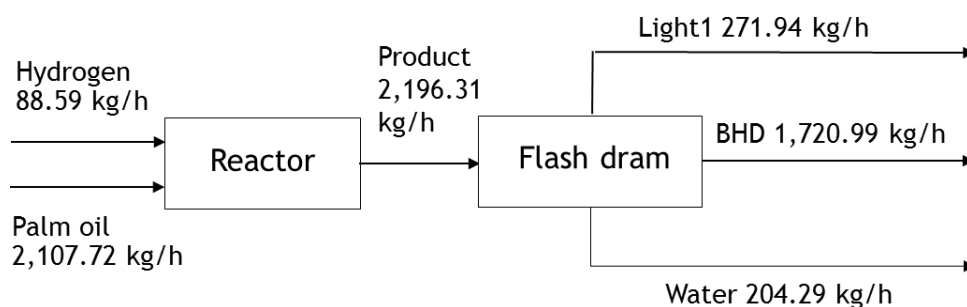 Light1 271.94 kg/h
Product
2,196.31
kg/h
Hydrogen
88.59 kg/h
Reactor
Flash dram
BHD 1,720.99 kg/h
Palm oil
2,107.72 kg/h
Water 204.29 kg/h